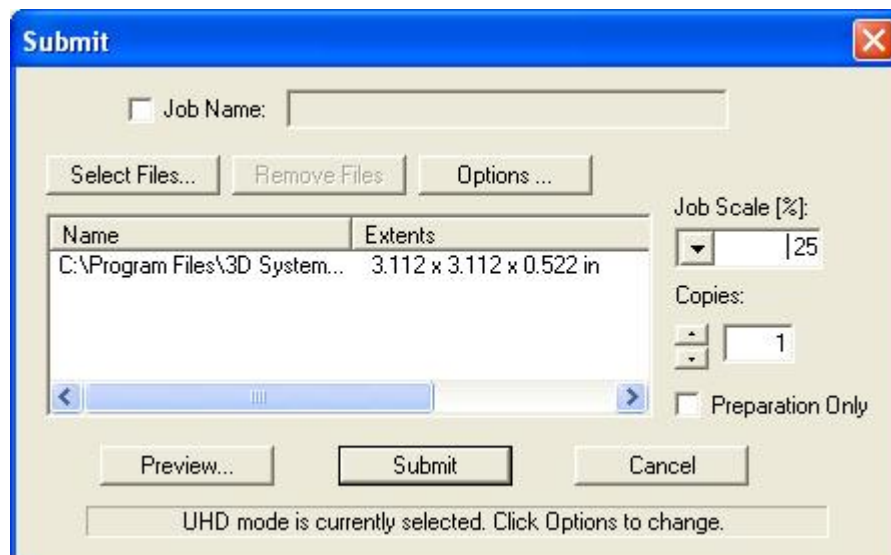 Submit
Job Name:
Select Files... Remove Files Options ...
Name Extents
C:\Program Files\3D System... 3.112 x 3.112 x 0.522 in
Job Scale [%]:
25
Copies:
1
Preparation Only
Preview... Submit Cancel
UHD mode is currently selected. Click Options to change.